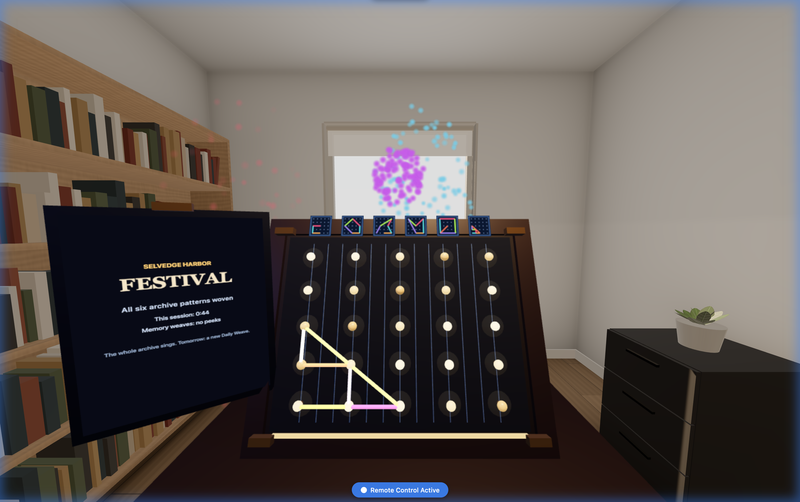 SELVEDGE HARBOR
FESTIVAL
All six archive patterns woven
This session: 0:44
Memory weaves: no peeks
The whole archive sings. Tomorrow: a new Daily Weave.
Remote Control Active